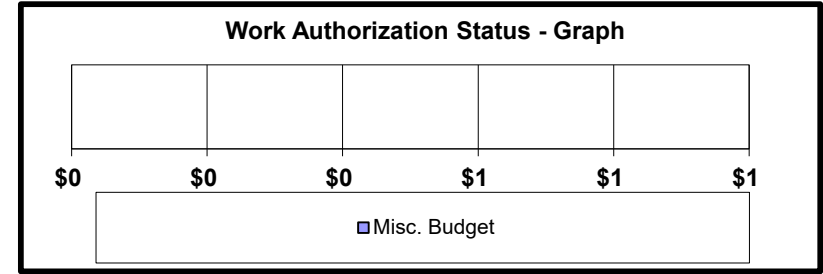 Work Authorization Status - Graph
$0 $0 $0 $1 $1 $1
Misc. Budget